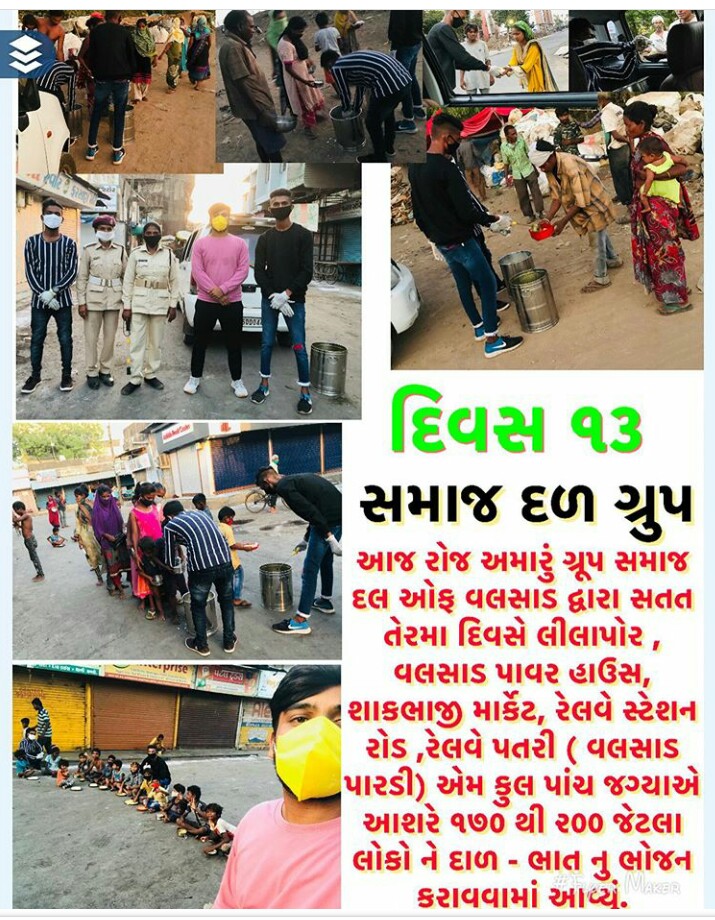 દિવસ ૧૩
સમાજ દળ ગ્રુપ
આજ રોજ અમારું ગ્રૂપ સમાજ
દલ ઓફ વલસાડ દ્વારા સતત
તેરમા દિવસે લીલાપોર ,
વલસાડ પાવર હાઉસ,
શાકભાજી માર્કેટ, રેલવે સ્ટેશન
રોડ ,રેલવે પતરી ( વલસાડ
પારડી) એમ કુલ પાંચ જગ્યાએ
આશરે ૧૭૦ થી ૨૦૦ જેટલા
લોકો ને દાળ - ભાત નુ ભોજન
કરાવવામાં આવ્યું.
MAKER